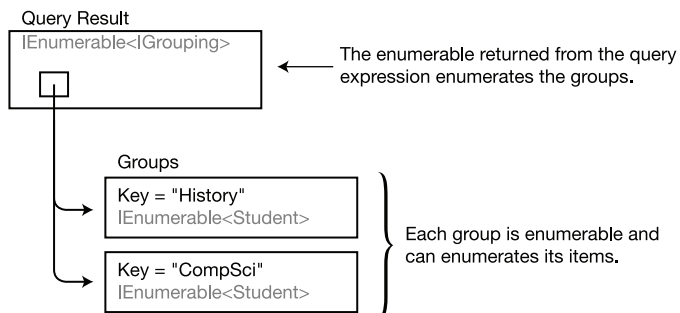 Query Result
IEnumerable<IGrouping>
The enumerable returned from the query
expression enumerates the groups.
Groups
Key = "History"
IEnumerable<Student>
Key = "CompSci"
IEnumerable<Student>
Each group is enumerable and
can enumerates its items.